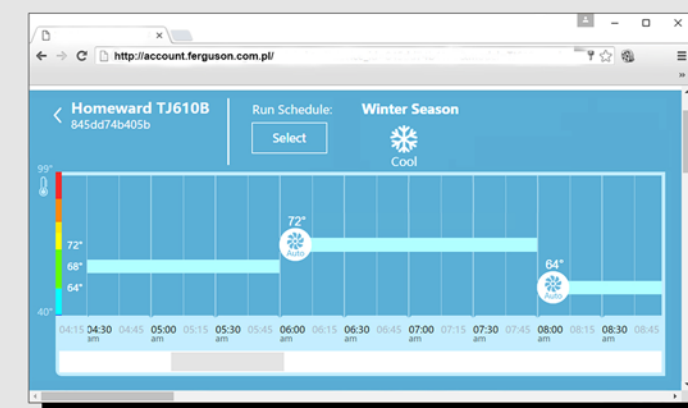 http://account.ferguson.com.pl/
Homeward TJ610B
845dd74b405b
Run Schedule:
Select
Winter Season
Cool
99°
72°
68°
64°
40°
72°
Auto
64°
Auto
04:15 04:30 04:45 05:00 05:15 05:30 05:45 06:00 06:15 06:30 06:45 07:00 07:15 07:30 07:45 08:00 08:15 08:30 08:45
am am am am am am am am am